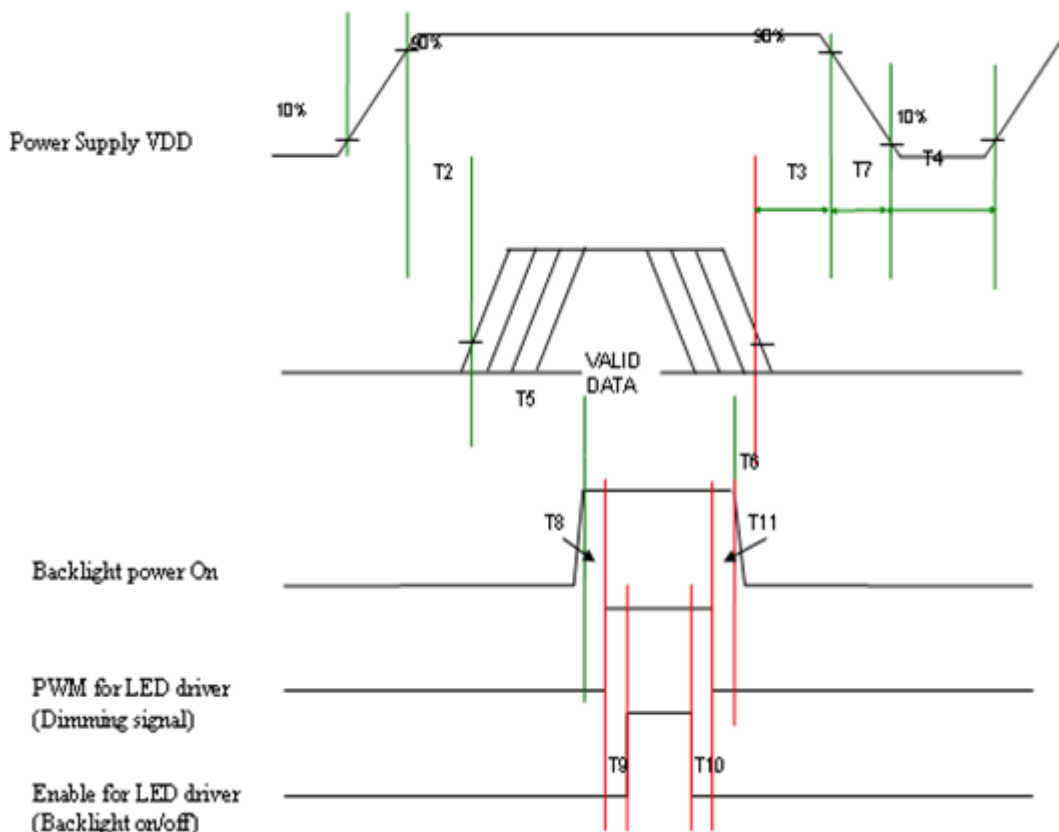 90%
90%
10%
10%
Power Supply VDD
T2
T3
T7
T4
VALID
DATA
T5
T6
T8
T11
Backlight power On
PWM for LED driver
(Dimming signal)
T9
T10
Enable for LED driver
(Backlight on/off)